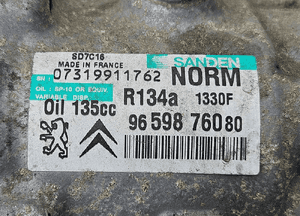 SD7C16
MADE IN FRANCE
SANDEN
SN: 07319911762 NORM
OIL : SP-10 OR EQUIV.
VARIABLE DISP.
R134a 1330F
Oil 135cc
96 598 760 80